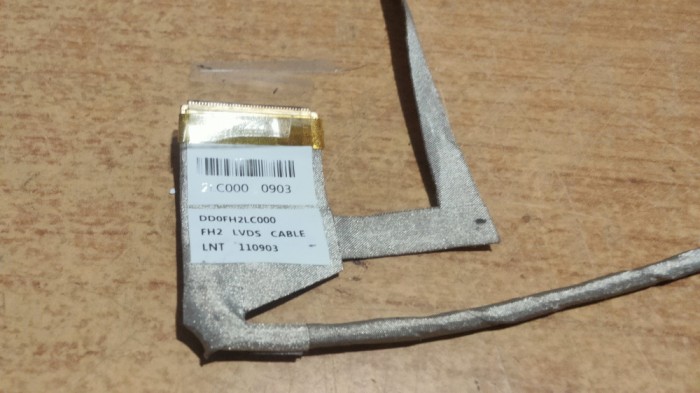 C000 0903
DD0FH2LC000
FH2 LVDS CABLE
LNT 110903